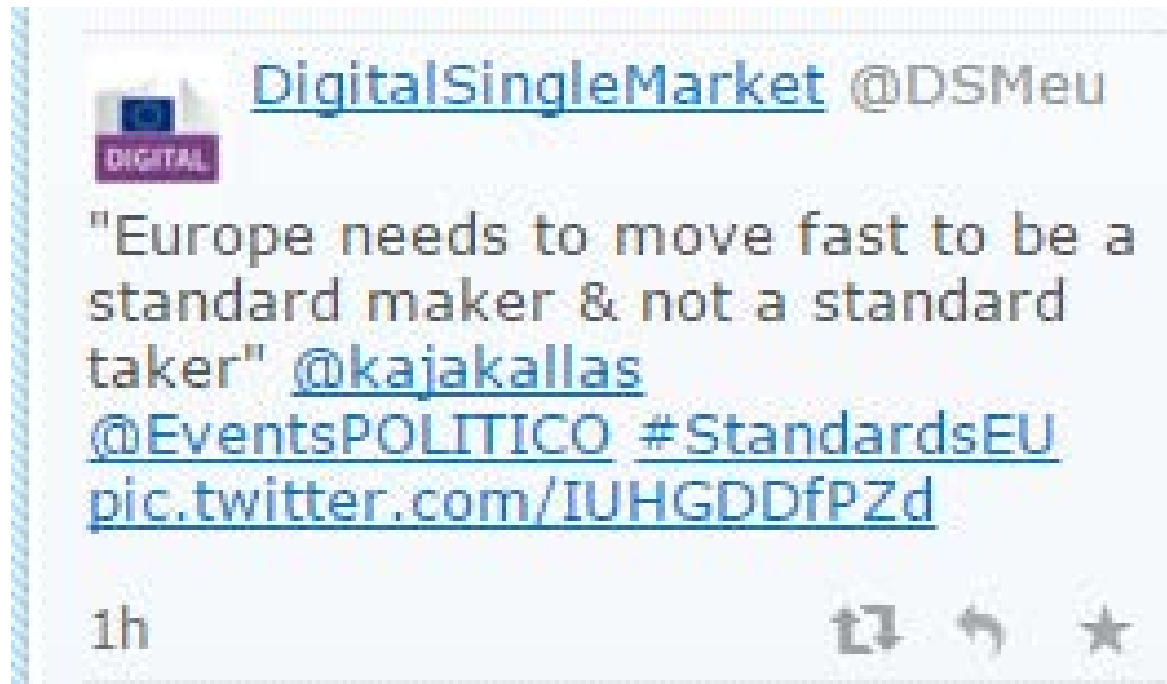 DigitalSingleMarket @DSMeu
DIGITAL
"Europe needs to move fast to be a
standard maker & not a standard
taker" @kajakallas
@EventsPOLITICO #StandardsEU
pic.twitter.com/IUHGDDfPZd
1h